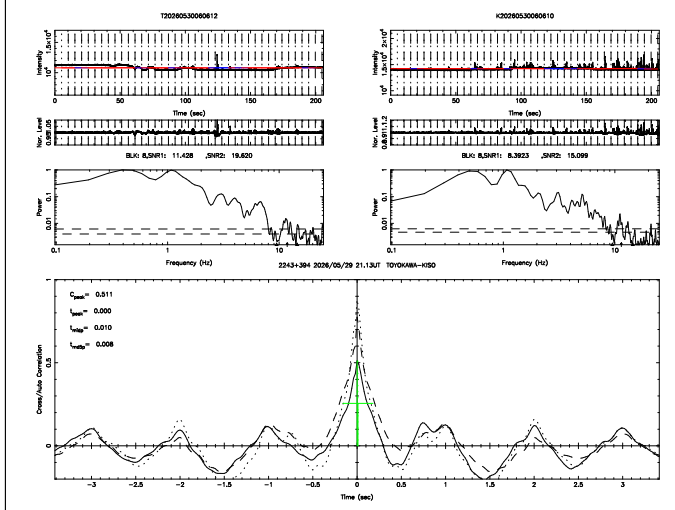 T20260530060612
K20260530060610
Intensity
1.5×10⁴
10⁴
0 50 100 150 200
Time (sec)
Intensity
2×10⁴
1.5×10⁴
10⁴
0 50 100 150 200
Time (sec)
Nor. Level
Nor. Level
BLK: 8,SNR1: 11.428 ,SNR2: 19.620
BLK: 8,SNR1: 8.3923 ,SNR2: 15.099
Power
1
0.1
0.01
0.1 1 10
Frequency (Hz)
Power
1
0.1
0.01
0.1 1 10
Frequency (Hz)
2243+394 2026/05/29 21.13UT TOYOKAWA-KISO
Cpeak= 0.511
tpeak= 0.000
tmidp= 0.010
tmd5p= 0.008
Cross/Auto Correlation
1
0.5
0
−3 −2.5 −2 −1.5 −1 −0.5 0 0.5 1 1.5 2 2.5 3
Time (sec)